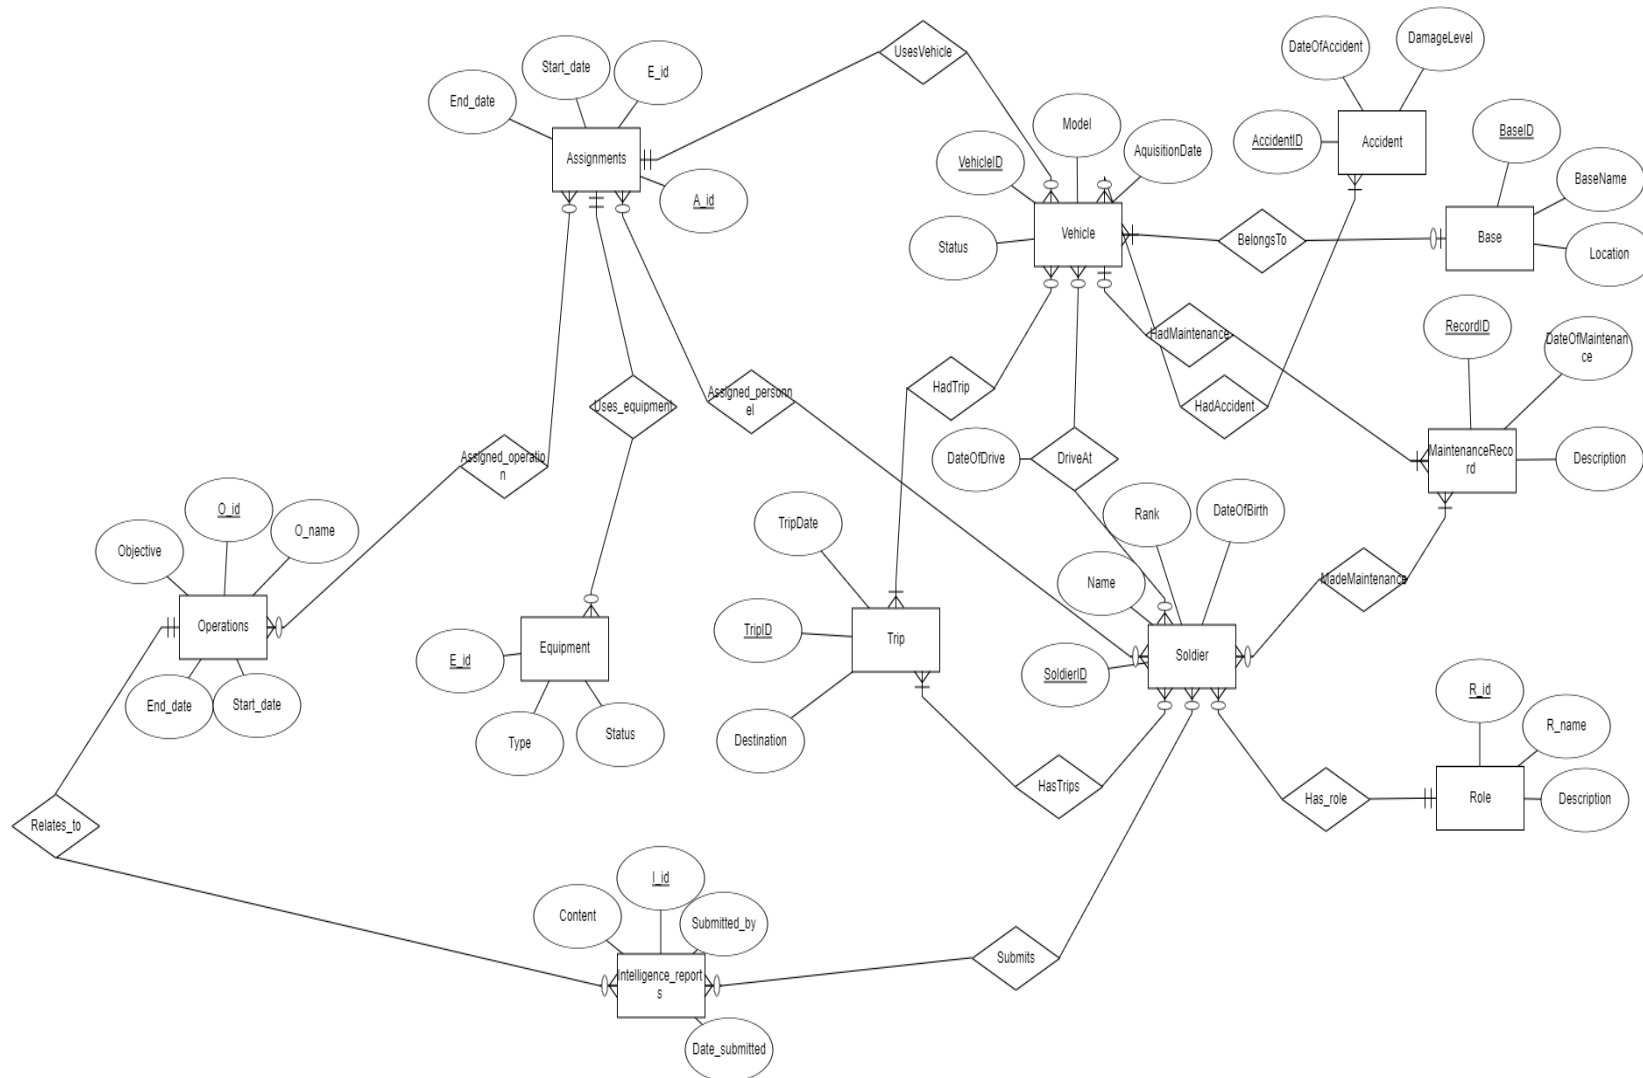 UsesVehicle
DateOfAccident
DamageLevel
Start_date
E_id
End_date
Assignments
A_id
Model
VehicleID
AquisitionDate
Status
Vehicle
AccidentID
Accident
BaseID
BaseName
Base
Location
BelongsTo
RecordID
DateOfMaintenan
ce
HadMaintenance
HadTrip
Assigned_personn
el
Uses_equipment
HadAccident
DateOfDrive
DriveAt
MaintenanceReco
rd
Description
Assigned_operatio
n
O_id
O_name
Objective
Operations
End_date
Start_date
TripDate
Rank
DateOfBirth
Name
MadeMaintenance
TripID
Trip
Destination
Equipment
E_id
Type
Status
Soldier
SoldierID
R_id
R_name
Role
Description
Has_role
HasTrips
Relates_to
I_id
Content
Submitted_by
Intelligence_report
s
Date_submitted
Submits